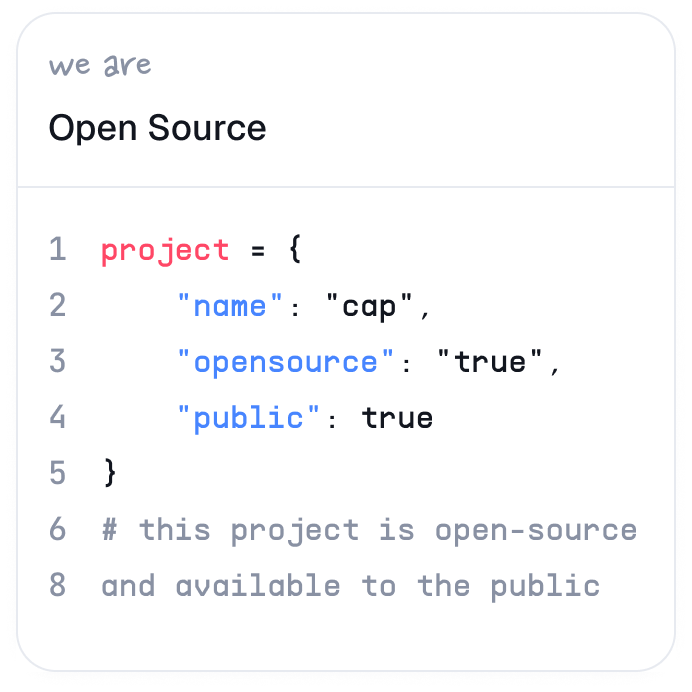 we are
Open Source
1 project = {
2     "name": "cap",
3     "opensource": "true",
4     "public": true
5 }
6 # this project is open-source
8 and available to the public